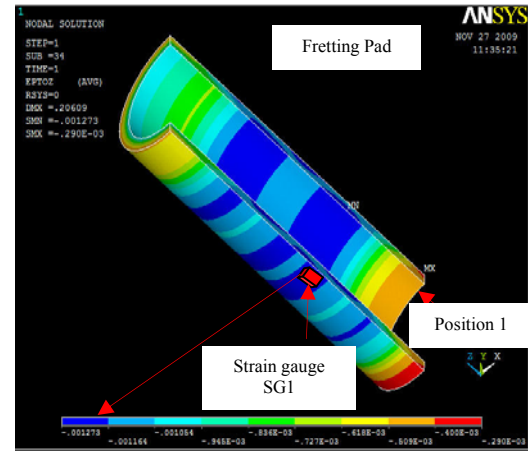 1
NODAL SOLUTION
STEP=1
SUB =34
TIME=1
EPTOZ (AVG)
RSYS=0
DMX =.20609
SMN =-.001273
SMX =-.290E-03
ANSYS
NOV 27 2009
11:35:21
Fretting Pad
MN
MX
Position 1
Strain gauge
SG1
Z Y X
-.001273 -.001054 -.836E-03 -.618E-03 -.400E-03
-.001164 -.945E-03 -.727E-03 -.509E-03 -.290E-03